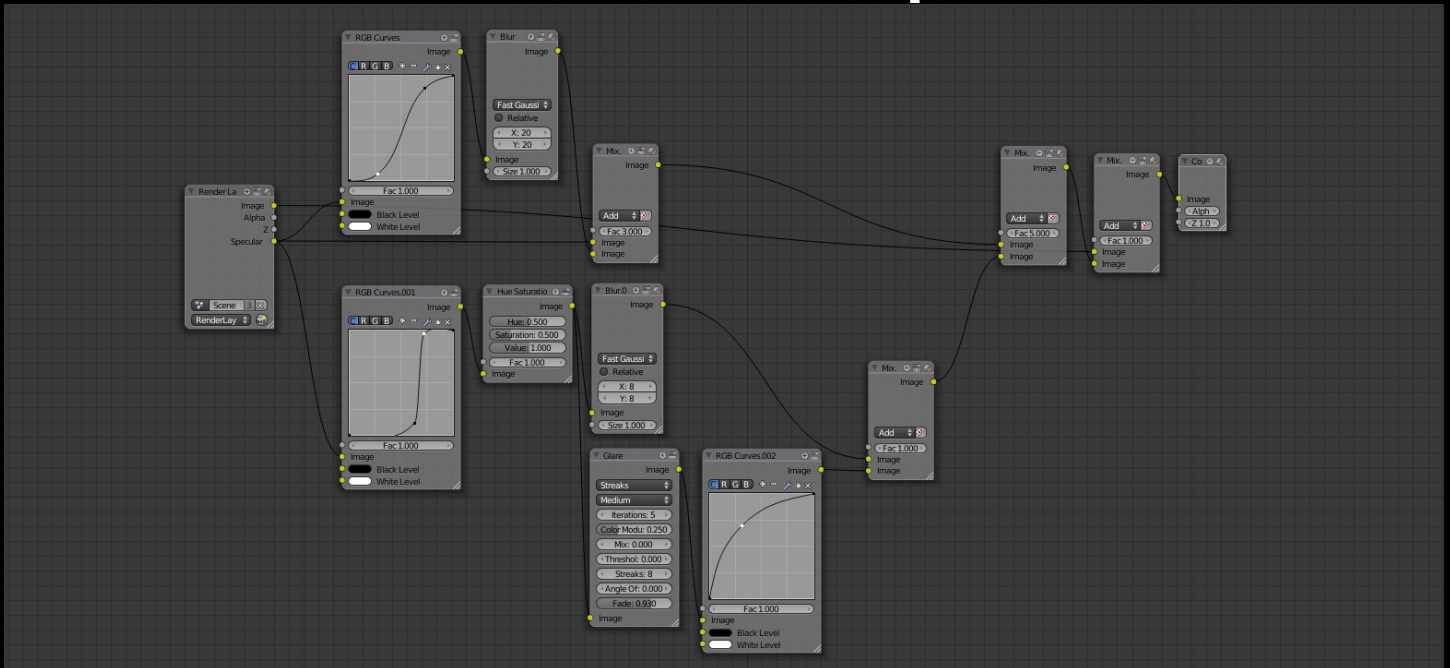 Render La
Image
Alpha
Z
Specular
Scene 3
RenderLay
RGB Curves
Image
C R G B
Fac 1.000
Image
Black Level
White Level
Blur
Image
Fast Gaussi
Relative
X: 20
Y: 20
Image
Size 1.000
Mix.
Image
Add
Fac 3.000
Image
Image
RGB Curves.001
Image
C R G B
Fac 1.000
Image
Black Level
White Level
Hue Saturatio
Image
Hue: 0.500
Saturation: 0.500
Value: 1.000
Fac 1.000
Image
Blur.0
Image
Fast Gaussi
Relative
X: 8
Y: 8
Image
Size 1.000
Glare
Image
Streaks
Medium
Iterations: 5
Color Modu: 0.250
Mix: 0.000
Threshol: 0.000
Streaks: 8
Angle Of: 0.000
Fade: 0.930
Image
RGB Curves.002
Image
C R G B
Fac 1.000
Image
Black Level
White Level
Mix.
Image
Add
Fac 1.000
Image
Image
Mix.
Image
Add
Fac 5.000
Image
Image
Mix.
Image
Add
Fac 1.000
Image
Image
Co
Image
Alph
Z 1.0